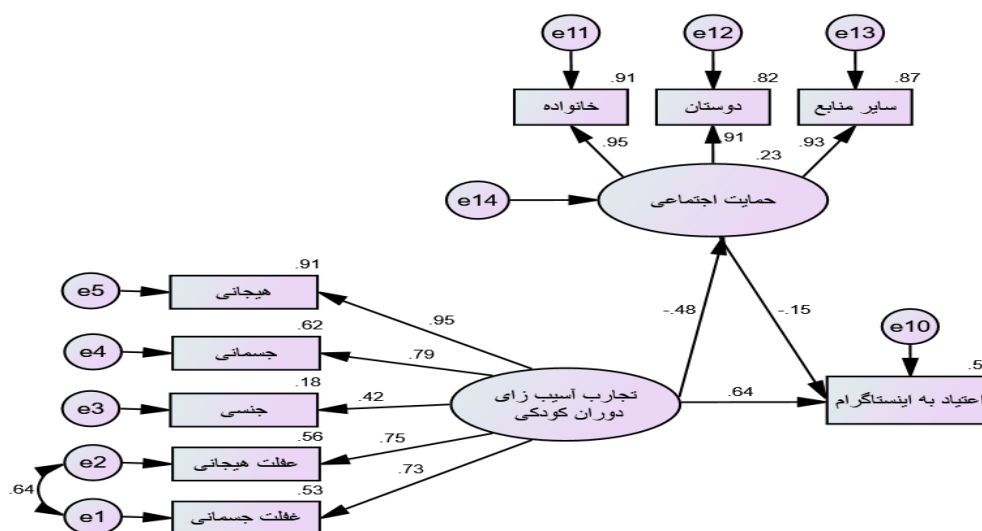 e11
e12
e13
.91
.82
.87
خانواده
دوستان
سایر منابع
.95
.91
.93
.23
e14
حمایت اجتماعی
.91
e5
هیجانی
.95
-.48
-.15
e10
.62
e4
جسمانی
.79
.5
.18
e3
جنسی
.42
تجارب آسیب زای
دوران کودکی
.64
اعتیاد به اینستاگرام
.56
e2
عفلت هیجانی
.75
.64
.53
e1
غفلت جسمانی
.73